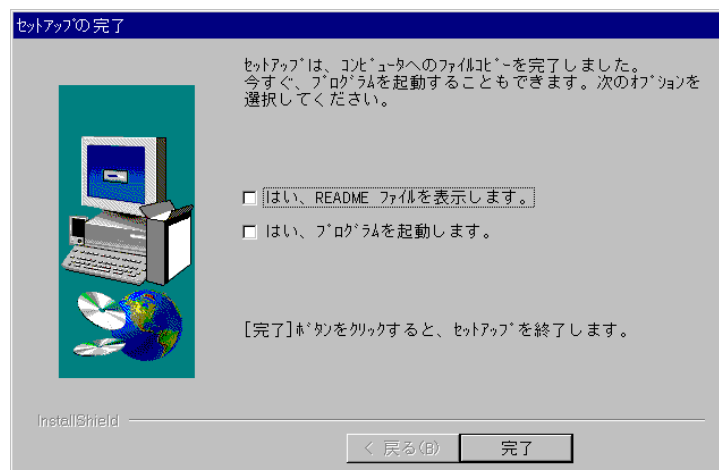 ｾｯﾄｱｯﾌﾟの完了
ｾｯﾄｱｯﾌﾟは、ｺﾝﾋﾟｭｰﾀへのﾌｧｲﾙｺﾋﾟｰを完了しました。
今すぐ、ﾌﾟﾛｸﾞﾗﾑを起動することもできます。次のｵﾌﾟｼｮﾝを
選択してください。
はい、README ﾌｧｲﾙを表示します。
はい、ﾌﾟﾛｸﾞﾗﾑを起動します。
[完了]ﾎﾞﾀﾝをｸﾘｯｸすると、ｾｯﾄｱｯﾌﾟを終了します。
InstallShield
< 戻る(B)
完了